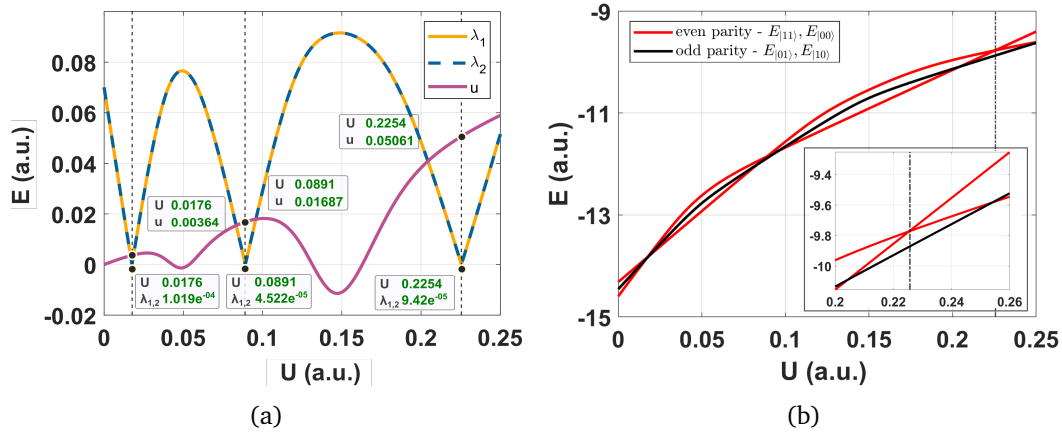 λ1
λ2
u
E (a.u.)
0.08
0.06
0.04
0.02
0
-0.02
U 0.2254
u 0.05061
U 0.0176
u 0.00364
U 0.0891
u 0.01687
U 0.0176
λ1,2 1.019e-04
U 0.0891
λ1,2 4.522e-05
U 0.2254
λ1,2 9.42e-05
0 0.05 0.1 0.15 0.2 0.25
U (a.u.)
(a)
-9
-11
-13
-15
E (a.u.)
even parity - E|11⟩, E|00⟩
odd parity - E|01⟩, E|10⟩
-9.4
-9.6
-9.8
-10
0.2 0.22 0.24 0.26
0 0.05 0.1 0.15 0.2 0.25
U (a.u.)
(b)